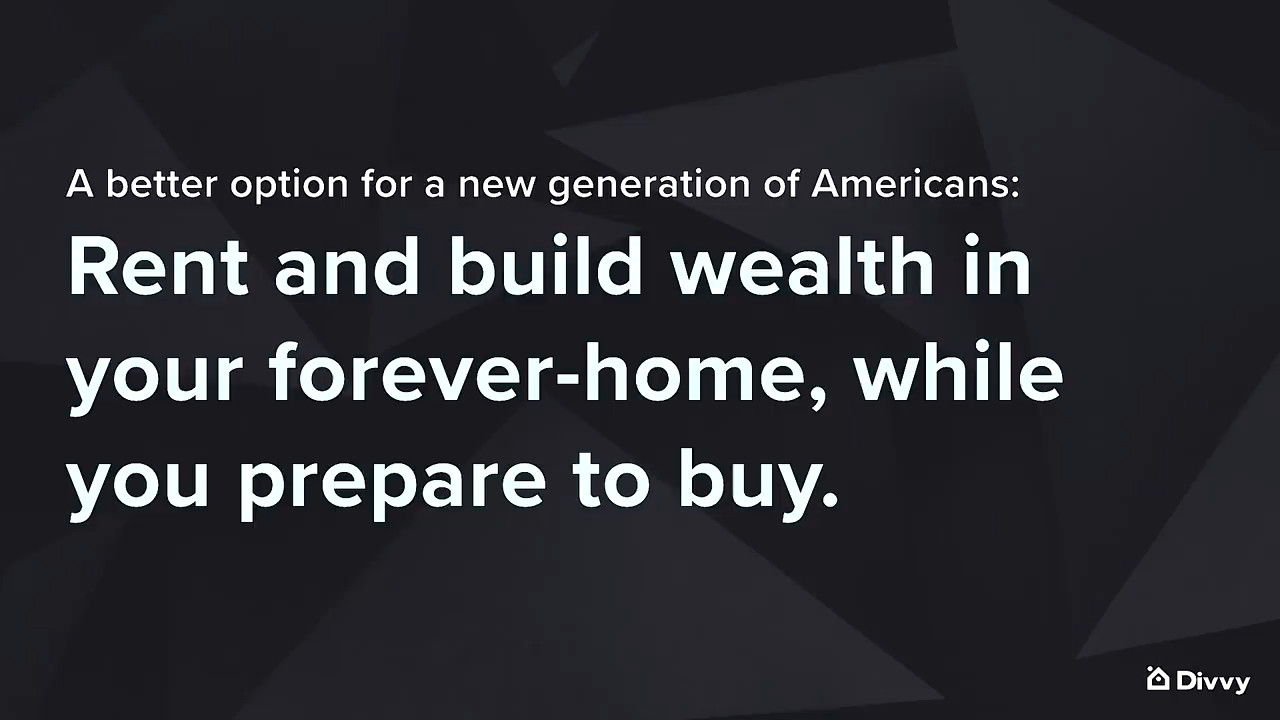 A better option for a new generation of Americans:
Rent and build wealth in
your forever-home, while
you prepare to buy.
Divvy